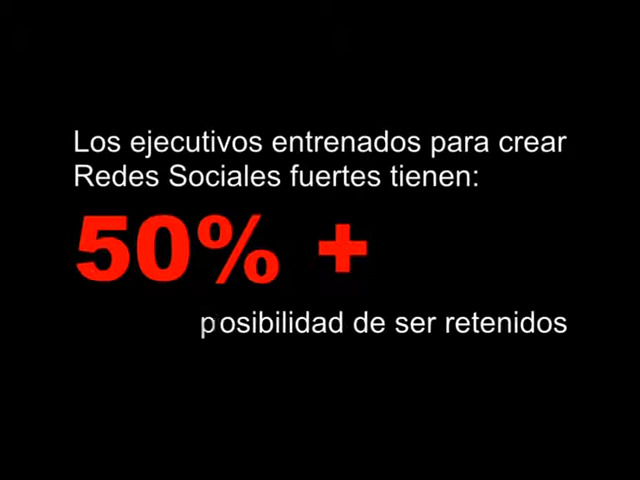 Los ejecutivos entrenados para crear
Redes Sociales fuertes tienen:
50% +
posibilidad de ser retenidos